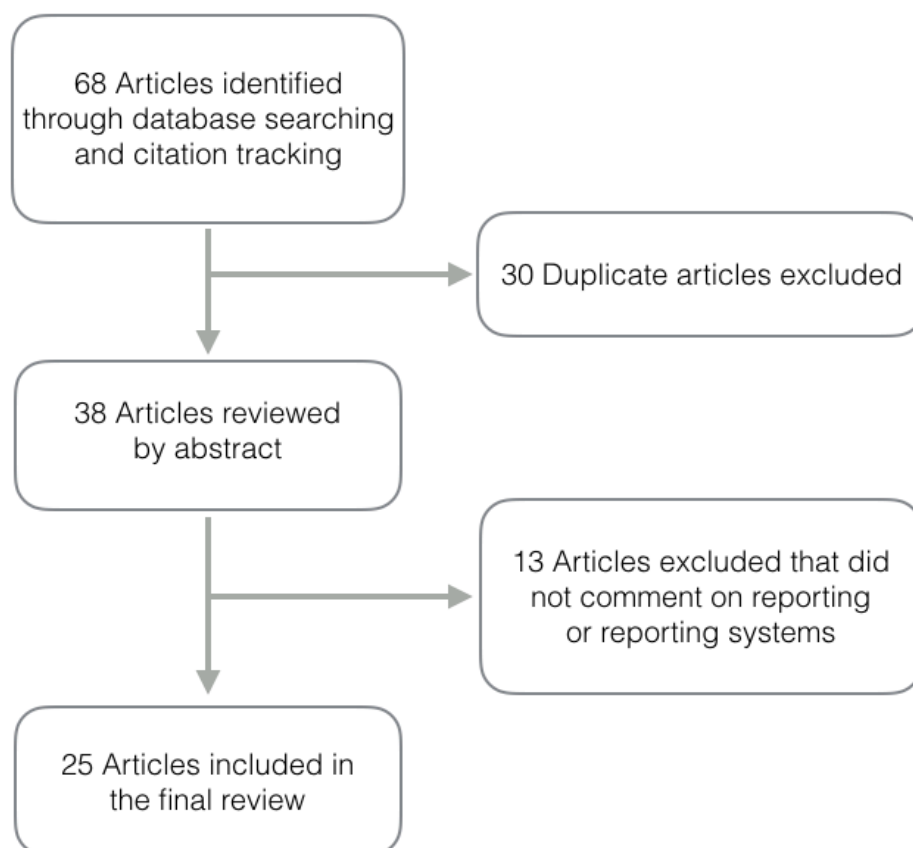 68 Articles identified
through database searching
and citation tracking
30 Duplicate articles excluded
38 Articles reviewed
by abstract
13 Articles excluded that did
not comment on reporting
or reporting systems
25 Articles included in
the final review